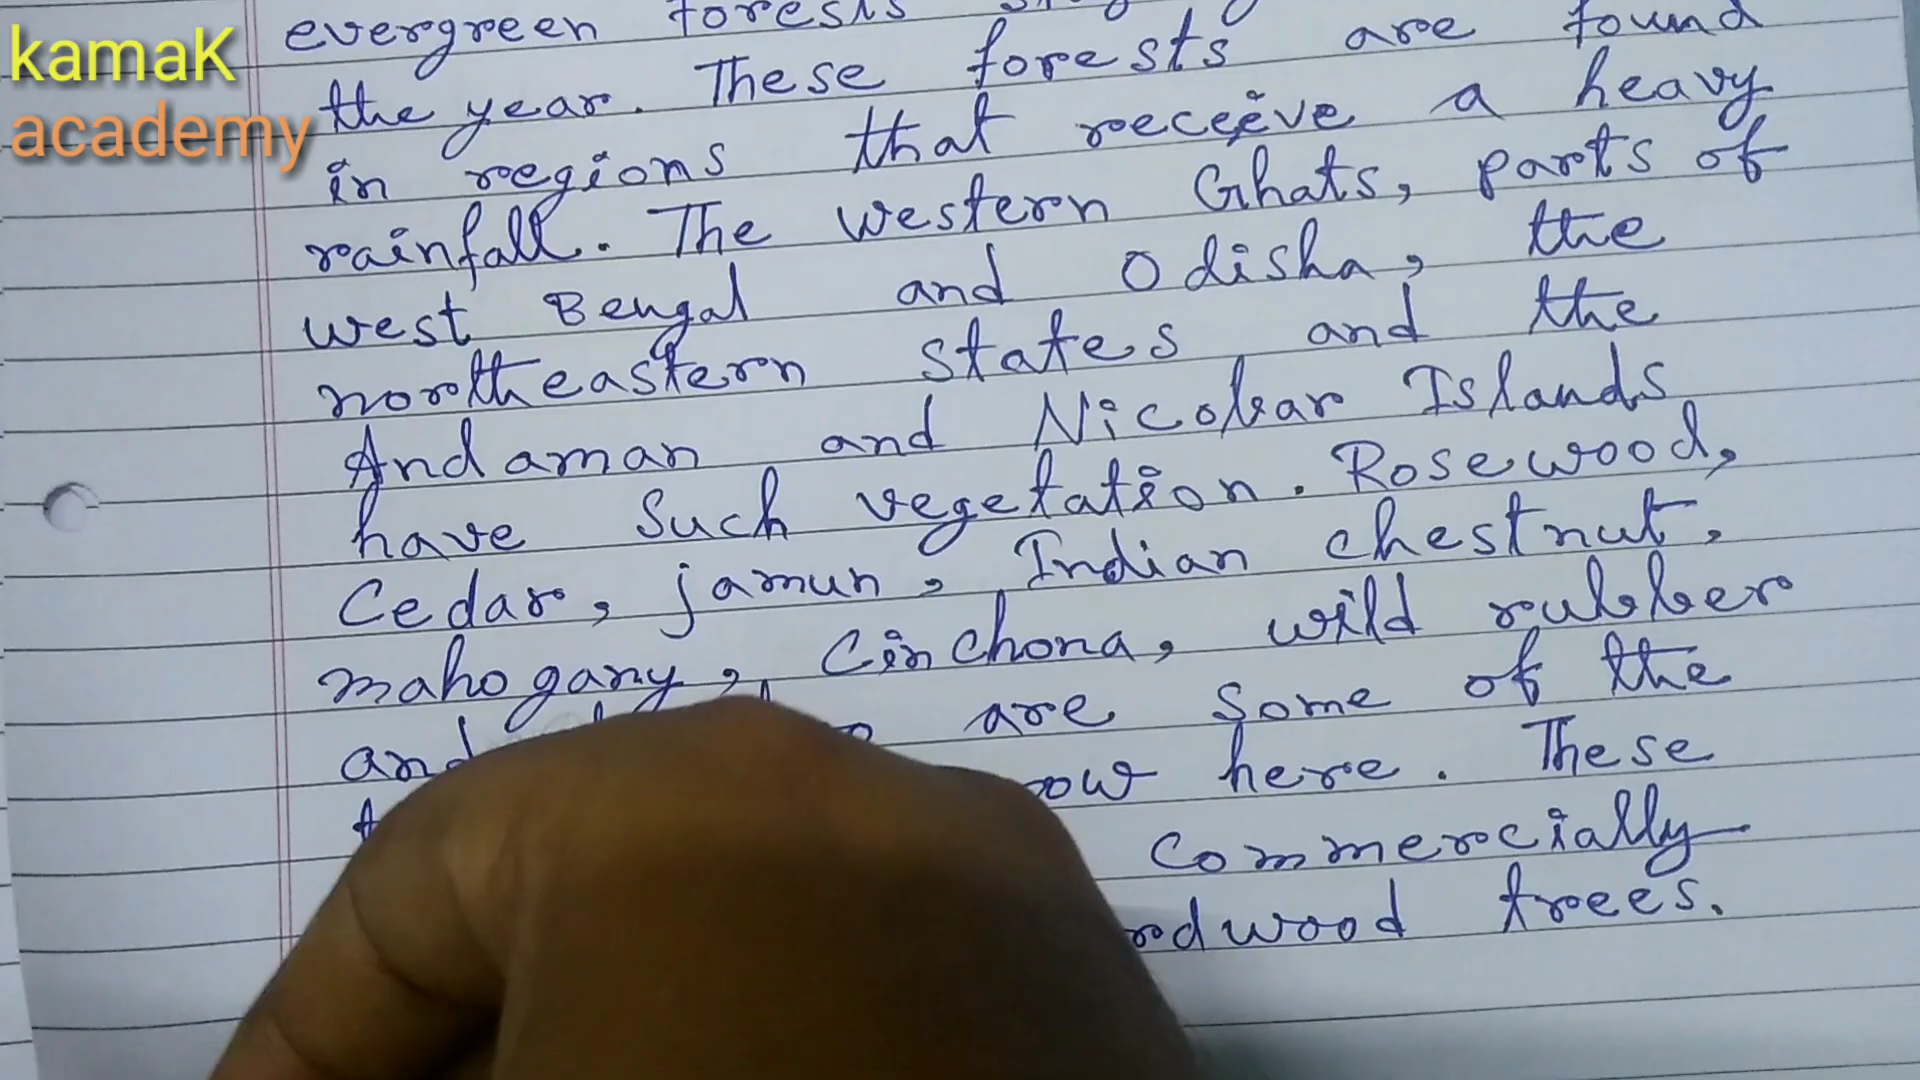 kamaK
academy
evergreen forests
the year. These forests are found
in regions that receive a heavy
rainfall. The western Ghats, parts of
west Bengal and Odisha, the
northeastern states and the
Andaman and Nicobar Islands
have such vegetation. Rosewood,
Cedar, jamun, Indian chestnut,
mahogany, Cinchona, wild rubber
and are some of the
here. These
commercially
trees.